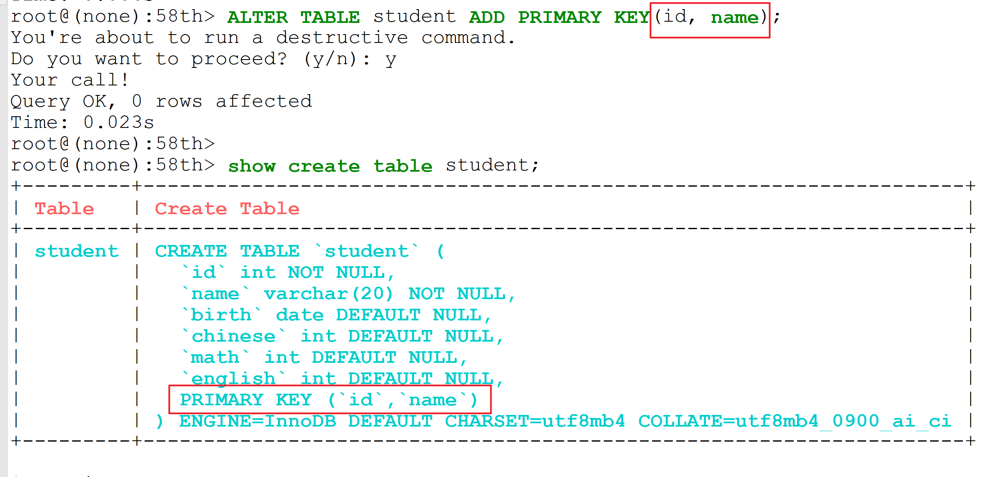 root@(none):58th> ALTER TABLE student ADD PRIMARY KEY(id, name);
You're about to run a destructive command.
Do you want to proceed? (y/n): y
Your call!
Query OK, 0 rows affected
Time: 0.023s
root@(none):58th>
root@(none):58th> show create table student;
+---------+--------------------------------------------------------------------+
| Table   | Create Table                                                       |
+---------+--------------------------------------------------------------------+
| student | CREATE TABLE `student` (                                           |
|         |   `id` int NOT NULL,                                               |
|         |   `name` varchar(20) NOT NULL,                                     |
|         |   `birth` date DEFAULT NULL,                                       |
|         |   `chinese` int DEFAULT NULL,                                      |
|         |   `math` int DEFAULT NULL,                                         |
|         |   `english` int DEFAULT NULL,                                      |
|         |   PRIMARY KEY (`id`,`name`)                                        |
|         | ) ENGINE=InnoDB DEFAULT CHARSET=utf8mb4 COLLATE=utf8mb4_0900_ai_ci |
+---------+--------------------------------------------------------------------+